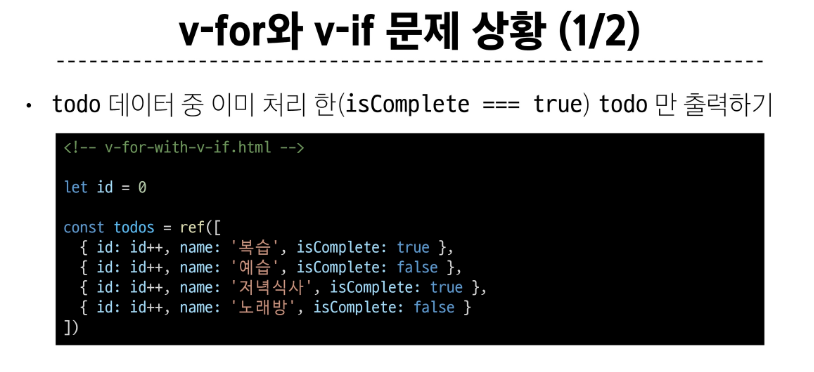 v-for와 v-if 문제 상황 (1/2)
• todo 데이터 중 이미 처리 한(isComplete === true) todo 만 출력하기
<!-- v-for-with-v-if.html -->
let id = 0
const todos = ref([
  { id: id++, name: '복습', isComplete: true },
  { id: id++, name: '예습', isComplete: false },
  { id: id++, name: '저녁식사', isComplete: true },
  { id: id++, name: '노래방', isComplete: false }
])